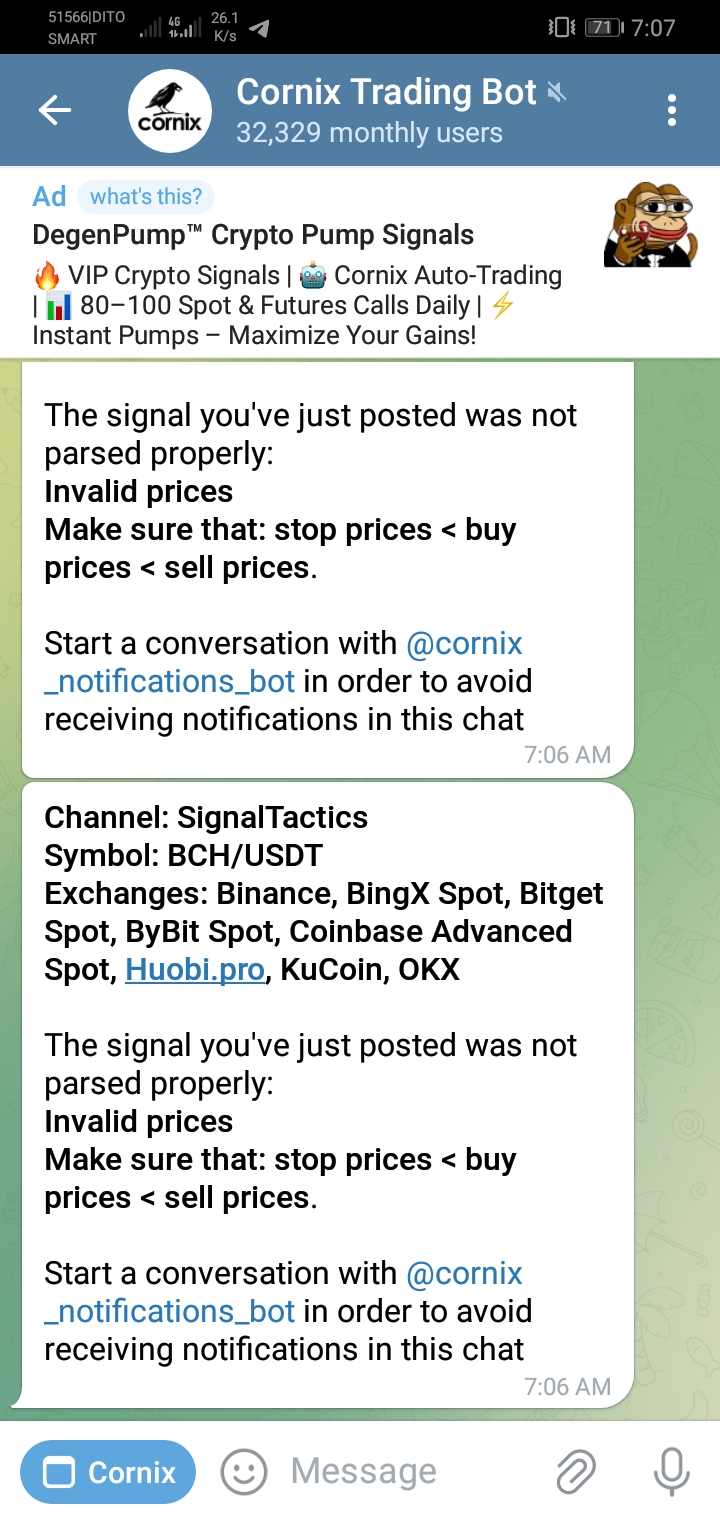 51566|DITO
SMART
4G
26.1
K/s
71
7:07
cornix
Cornix Trading Bot
32,329 monthly users
Ad what's this?
DegenPump™ Crypto Pump Signals
🔥 VIP Crypto Signals | 🤖 Cornix Auto-Trading
| 📊 80–100 Spot & Futures Calls Daily | ⚡
Instant Pumps – Maximize Your Gains!
The signal you've just posted was not
parsed properly:
Invalid prices
Make sure that: stop prices < buy
prices < sell prices.
Start a conversation with @cornix
_notifications_bot in order to avoid
receiving notifications in this chat
7:06 AM
Channel: SignalTactics
Symbol: BCH/USDT
Exchanges: Binance, BingX Spot, Bitget
Spot, ByBit Spot, Coinbase Advanced
Spot, Huobi.pro, KuCoin, OKX
The signal you've just posted was not
parsed properly:
Invalid prices
Make sure that: stop prices < buy
prices < sell prices.
Start a conversation with @cornix
_notifications_bot in order to avoid
receiving notifications in this chat
7:06 AM
Cornix
Message